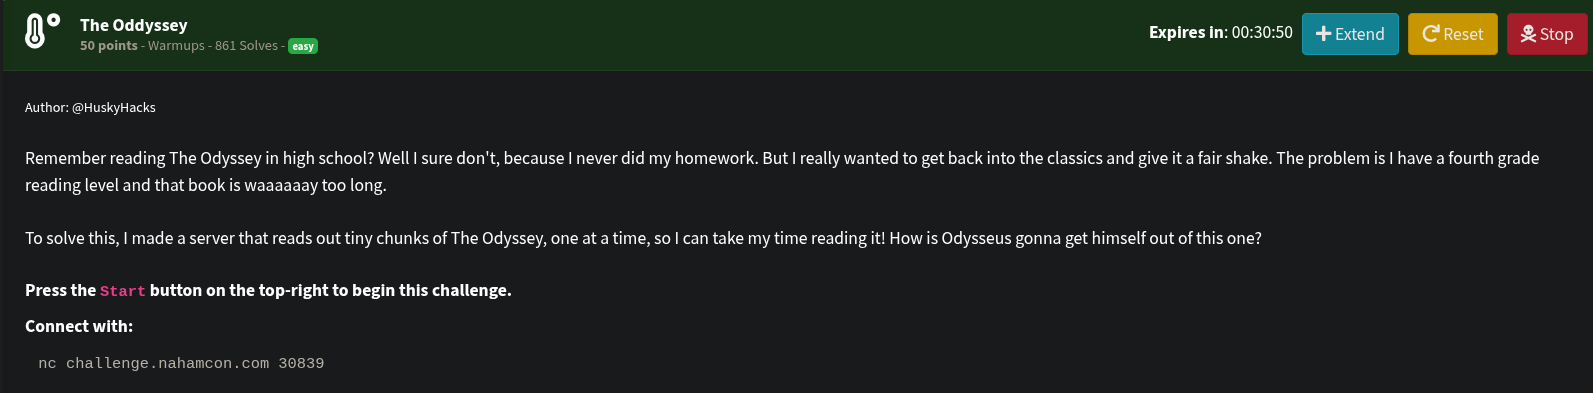 The Oddyssey
50 points - Warmups - 861 Solves - easy
Expires in: 00:30:50
Extend
Reset
Stop
Author: @HuskyHacks
Remember reading The Odyssey in high school? Well I sure don't, because I never did my homework. But I really wanted to get back into the classics and give it a fair shake. The problem is I have a fourth grade
reading level and that book is waaaaaay too long.
To solve this, I made a server that reads out tiny chunks of The Odyssey, one at a time, so I can take my time reading it! How is Odysseus gonna get himself out of this one?
Press the Start button on the top-right to begin this challenge.
Connect with:
nc challenge.nahamcon.com 30839